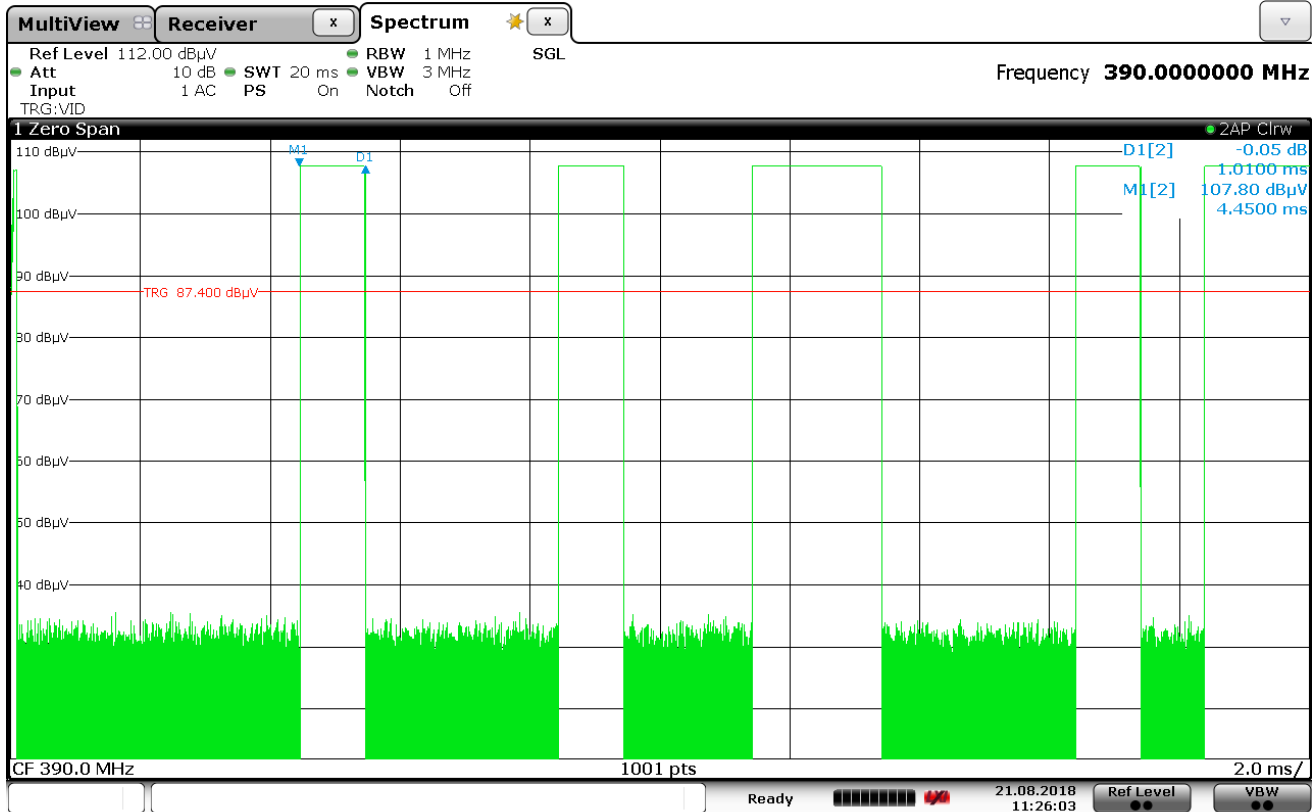 MultiView Receiver x Spectrum x
Ref Level 112.00 dBµV RBW 1 MHz SGL
Att 10 dB SWT 20 ms VBW 3 MHz Frequency 390.0000000 MHz
Input 1 AC PS On Notch Off
TRG:VID
1 Zero Span 2AP Clrw
110 dBµV M1 D1 D1[2] -0.05 dB
1.0100 ms
M1[2] 107.80 dBµV
100 dBµV 4.4500 ms
90 dBµV
TRG 87.400 dBµV
80 dBµV
70 dBµV
60 dBµV
50 dBµV
40 dBµV
CF 390.0 MHz 1001 pts 2.0 ms/
Ready 21.08.2018 Ref Level VBW
11:26:03